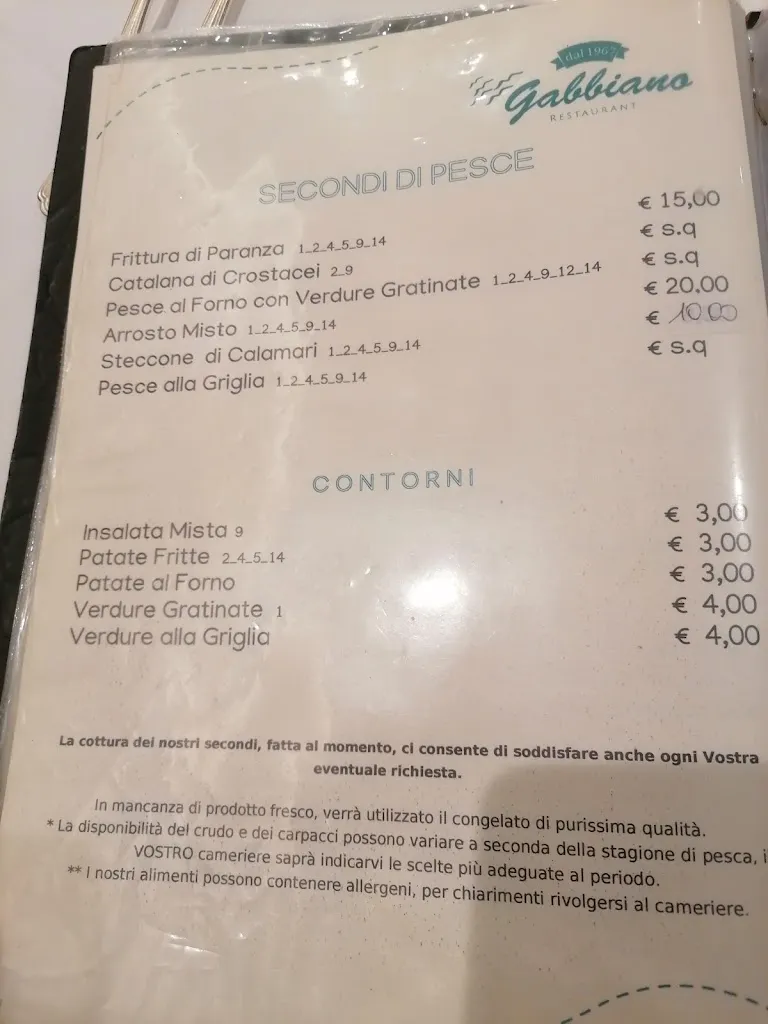 dal 1967
Gabbiano
RESTAURANT
SECONDI DI PESCE
Frittura di Paranza 1_2_4_5_9_14 € 15,00
Catalana di Crostacei 2_9 € s.q
Pesce al Forno con Verdure Gratinate 1_2_4_9_12_14 € s.q
Arrosto Misto 1_2_4_5_9_14 € 20,00
Steccone di Calamari 1_2_4_5_9_14 € 10.00
Pesce alla Griglia 1_2_4_5_9_14 € s.q
CONTORNI
Insalata Mista 9 € 3,00
Patate Fritte 2_4_5_14 € 3,00
Patate al Forno € 3,00
Verdure Gratinate 1 € 4,00
Verdure alla Griglia € 4,00
La cottura dei nostri secondi, fatta al momento, ci consente di soddisfare anche ogni Vostra
eventuale richiesta.
In mancanza di prodotto fresco, verrà utilizzato il congelato di purissima qualità.
* La disponibilità del crudo e dei carpacci possono variare a seconda della stagione di pesca, i
VOSTRO cameriere saprà indicarvi le scelte più adeguate al periodo.
** I nostri alimenti possono contenere allergeni, per chiarimenti rivolgersi al cameriere.